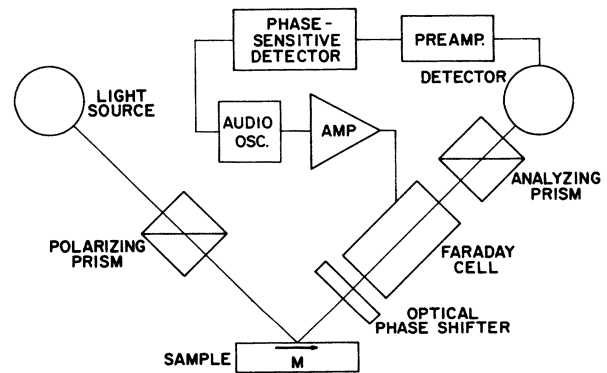 PHASE-
SENSITIVE
DETECTOR
PREAMP.
LIGHT
SOURCE
DETECTOR
AUDIO
OSC.
AMP
ANALYZING
PRISM
POLARIZING
PRISM
FARADAY
CELL
OPTICAL
PHASE SHIFTER
SAMPLE
M